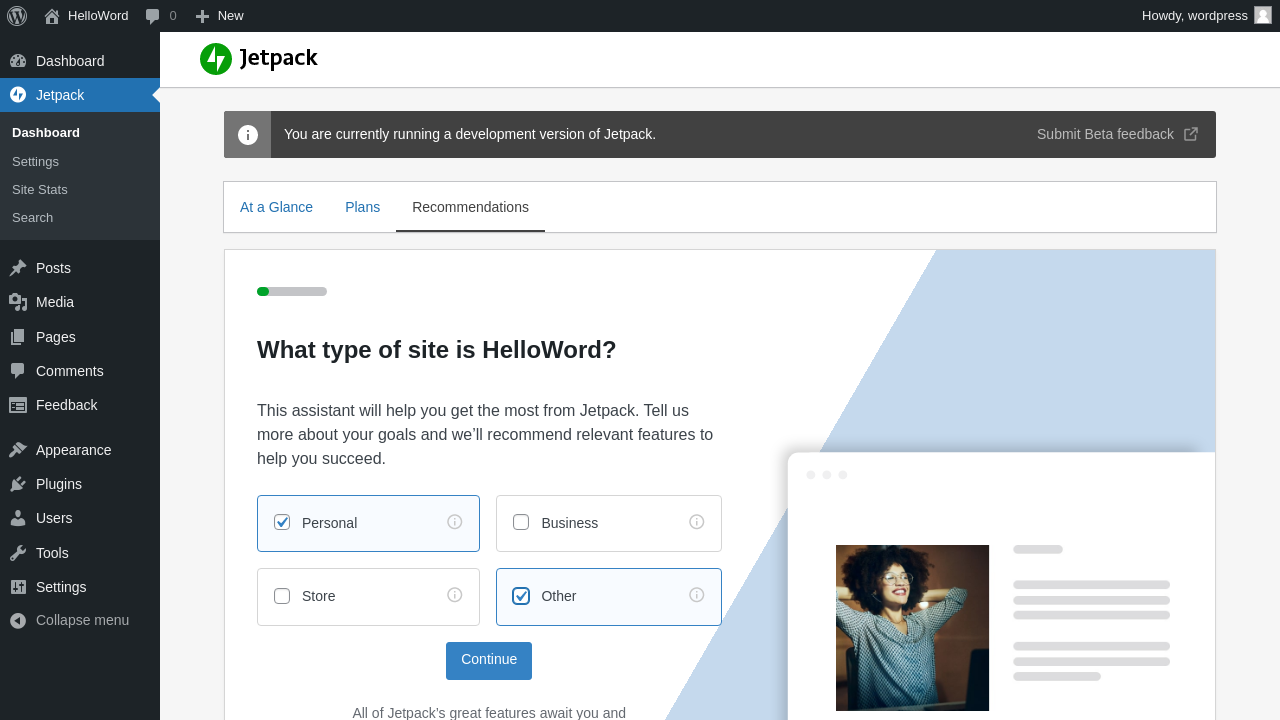 HelloWord
0
New
Howdy, wordpress
Dashboard
Jetpack
Dashboard
Settings
Site Stats
Search
Posts
Media
Pages
Comments
Feedback
Appearance
Plugins
Users
Tools
Settings
Collapse menu
Jetpack
You are currently running a development version of Jetpack.
Submit Beta feedback
At a Glance
Plans
Recommendations
What type of site is HelloWord?
This assistant will help you get the most from Jetpack. Tell us
more about your goals and we’ll recommend relevant features to
help you succeed.
Personal
Business
Store
Other
Continue
All of Jetpack’s great features await you and